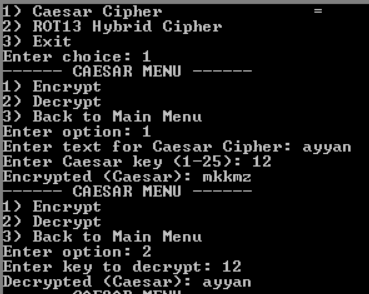 1) Caesar Cipher =
2) ROT13 Hybrid Cipher
3) Exit
Enter choice: 1
------ CAESAR MENU ------
1) Encrypt
2) Decrypt
3) Back to Main Menu
Enter option: 1
Enter text for Caesar Cipher: ayyan
Enter Caesar key (1-25): 12
Encrypted (Caesar): mkkmz
------ CAESAR MENU ------
1) Encrypt
2) Decrypt
3) Back to Main Menu
Enter option: 2
Enter key to decrypt: 12
Decrypted (Caesar): ayyan
------ CAESAR MENU ------